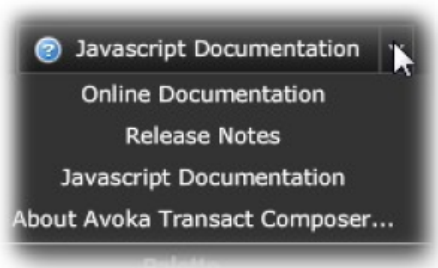 Javascript Documentation
Online Documentation
Release Notes
Javascript Documentation
About Avoka Transact Composer...